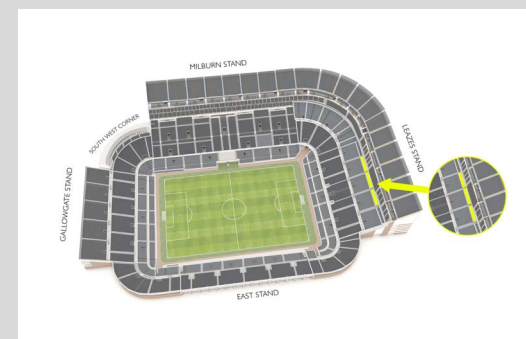 MILBURN STAND
SOUTH WEST CORNER
LEAZES STAND
GALLOWGATE STAND
EAST STAND